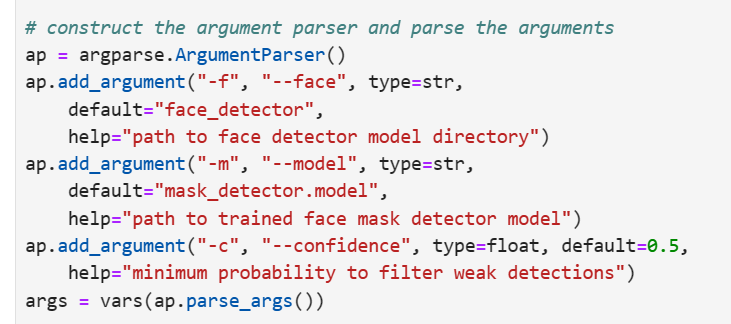 # construct the argument parser and parse the arguments
ap = argparse.ArgumentParser()
ap.add_argument("-f", "--face", type=str,
    default="face_detector",
    help="path to face detector model directory")
ap.add_argument("-m", "--model", type=str,
    default="mask_detector.model",
    help="path to trained face mask detector model")
ap.add_argument("-c", "--confidence", type=float, default=0.5,
    help="minimum probability to filter weak detections")
args = vars(ap.parse_args())